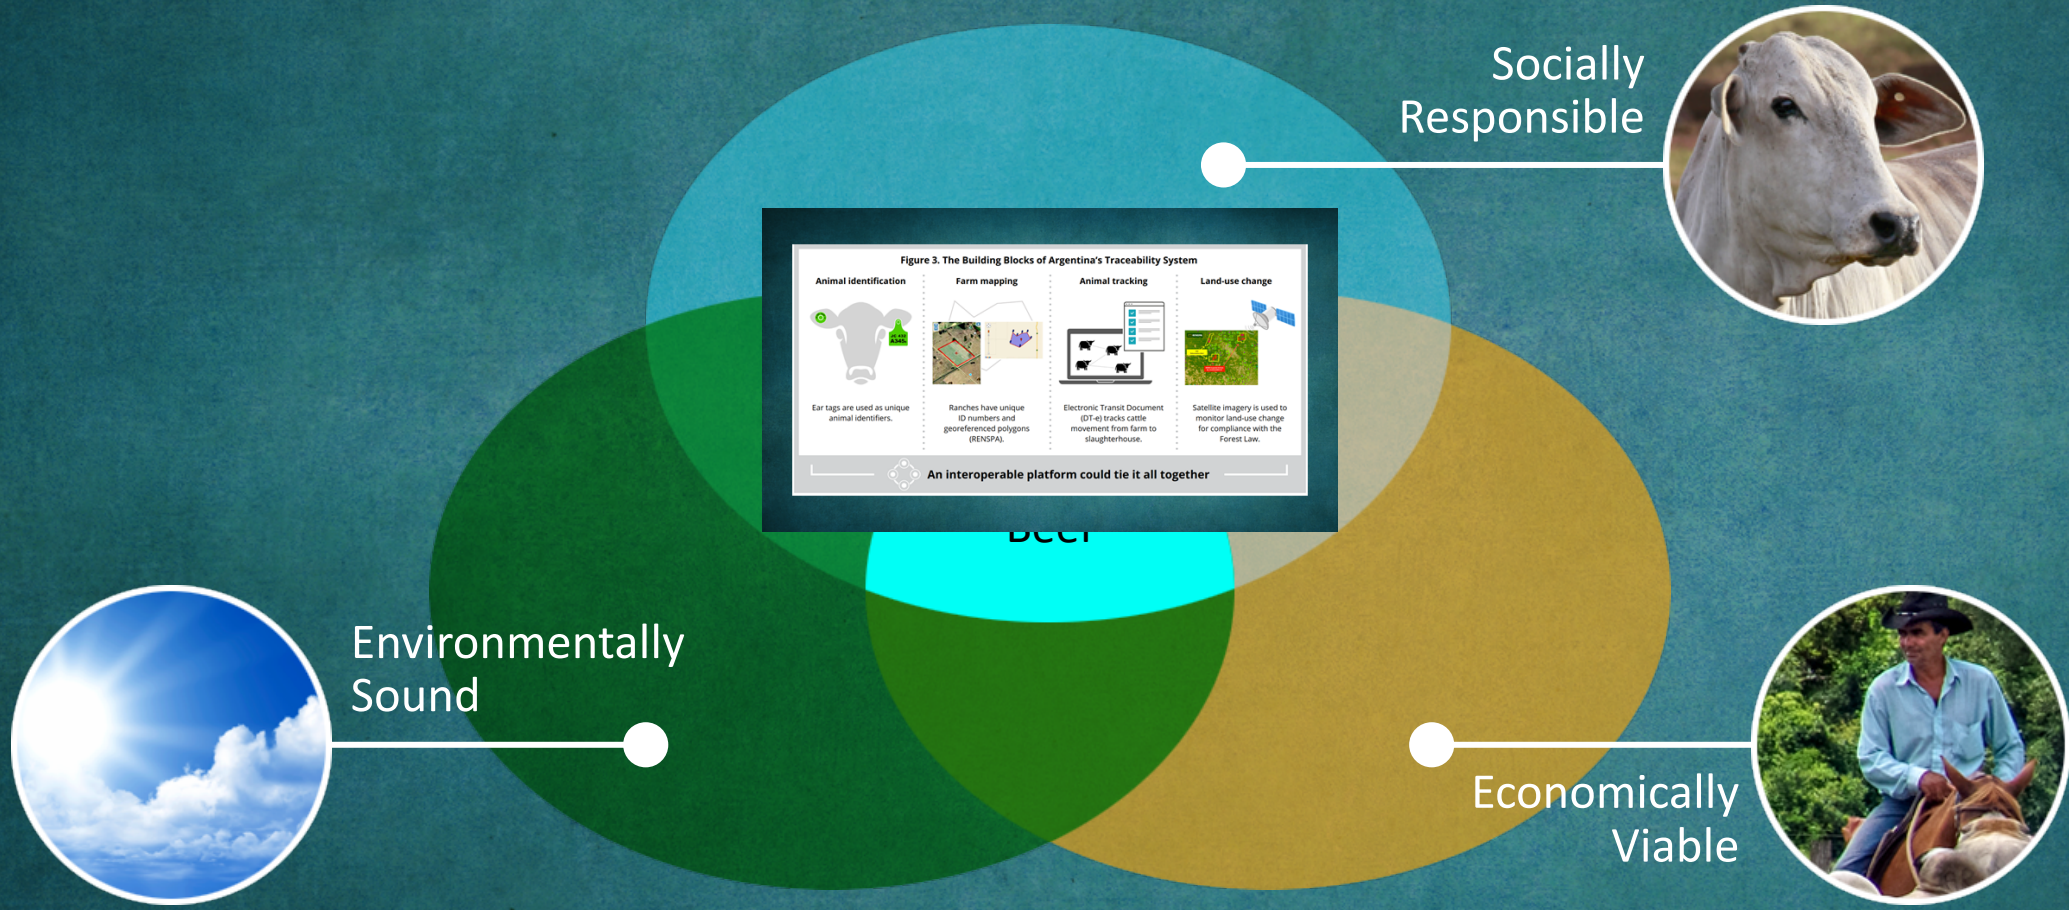 Socially
Responsible
Figure 3. The Building Blocks of Argentina's Traceability System
Animal identification
Farm mapping
Animal tracking
Land-use change
A345
Ear tags are used as unique
animal identifiers.
Ranches have unique
ID numbers and
georeferenced polygons
(RENSPA).
Electronic Transit Document
(DT-e) tracks cattle
movement from farm to
slaughterhouse.
Satellite imagery is used to
monitor land-use change
for compliance with the
Forest Law.
An interoperable platform could tie it all together
Beef
Environmentally
Sound
Economically
Viable